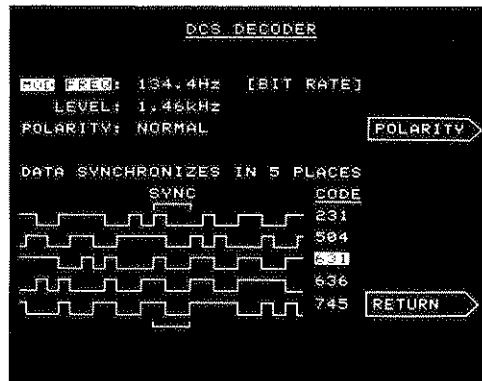 DCS DECODER
MOD FREQ: 134.4Hz [BIT RATE]
LEVEL: 1.46kHz
POLARITY: NORMAL
POLARITY
DATA SYNCHRONIZES IN 5 PLACES
SYNC CODE
231
504
631
636
745
RETURN